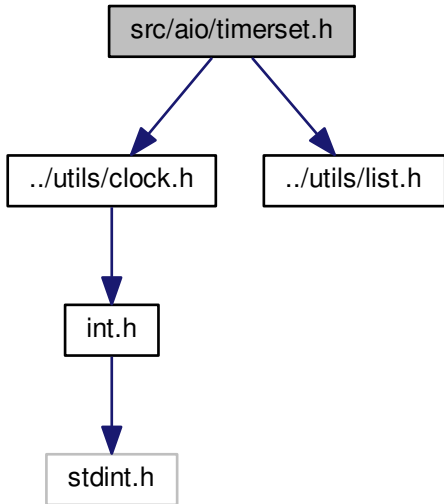 src/aio/timerset.h
../utils/clock.h
../utils/list.h
int.h
stdint.h